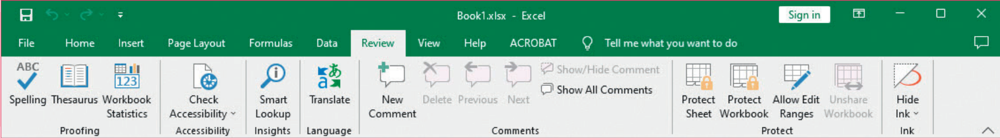 Book1.xlsx - Excel
Sign in
File Home Insert Page Layout Formulas Data Review View Help ACROBAT Tell me what you want to do
ABC
123
あ
a
Spelling
Thesaurus
Workbook
Statistics
Proofing
Check
Accessibility
Accessibility
Smart
Lookup
Insights
Translate
Language
New
Comment
Delete
Previous
Next
Show/Hide Comment
Show All Comments
Comments
Protect
Sheet
Protect
Workbook
Allow Edit
Ranges
Unshare
Workbook
Protect
Hide
Ink
Ink